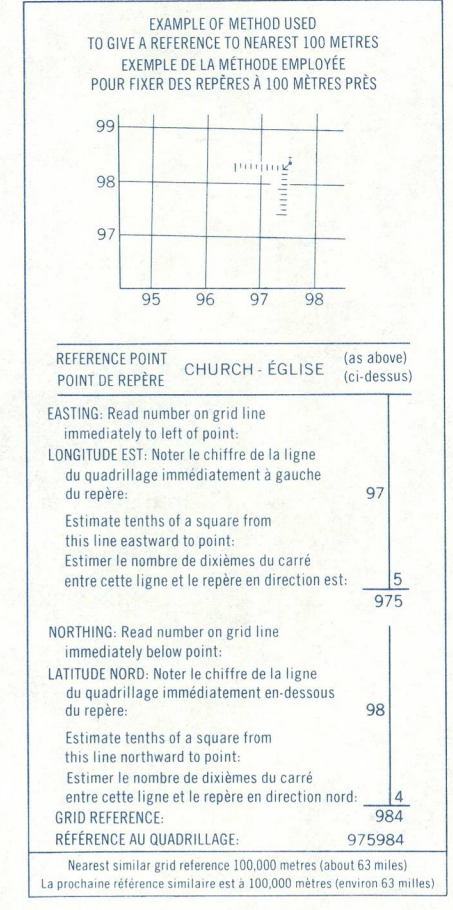 EXAMPLE OF METHOD USED
TO GIVE A REFERENCE TO NEAREST 100 METRES
EXEMPLE DE LA MÉTHODE EMPLOYÉE
POUR FIXER DES REPÈRES À 100 MÈTRES PRÈS
99
98
97
95 96 97 98
REFERENCE POINT
POINT DE REPÈRE
CHURCH - ÉGLISE
(as above)
(ci-dessus)
EASTING: Read number on grid line
immediately to left of point:
LONGITUDE EST: Noter le chiffre de la ligne
du quadrillage immédiatement à gauche
du repère: 97
Estimate tenths of a square from
this line eastward to point:
Estimer le nombre de dixièmes du carré
entre cette ligne et le repère en direction est: 5
975
NORTHING: Read number on grid line
immediately below point:
LATITUDE NORD: Noter le chiffre de la ligne
du quadrillage immédiatement en-dessous
du repère: 98
Estimate tenths of a square from
this line northward to point:
Estimer le nombre de dixièmes du carré
entre cette ligne et le repère en direction nord: 4
GRID REFERENCE: 984
RÉFÉRENCE AU QUADRILLAGE: 975984
Nearest similar grid reference 100,000 metres (about 63 miles)
La prochaine référence similaire est à 100,000 mètres (environ 63 milles)